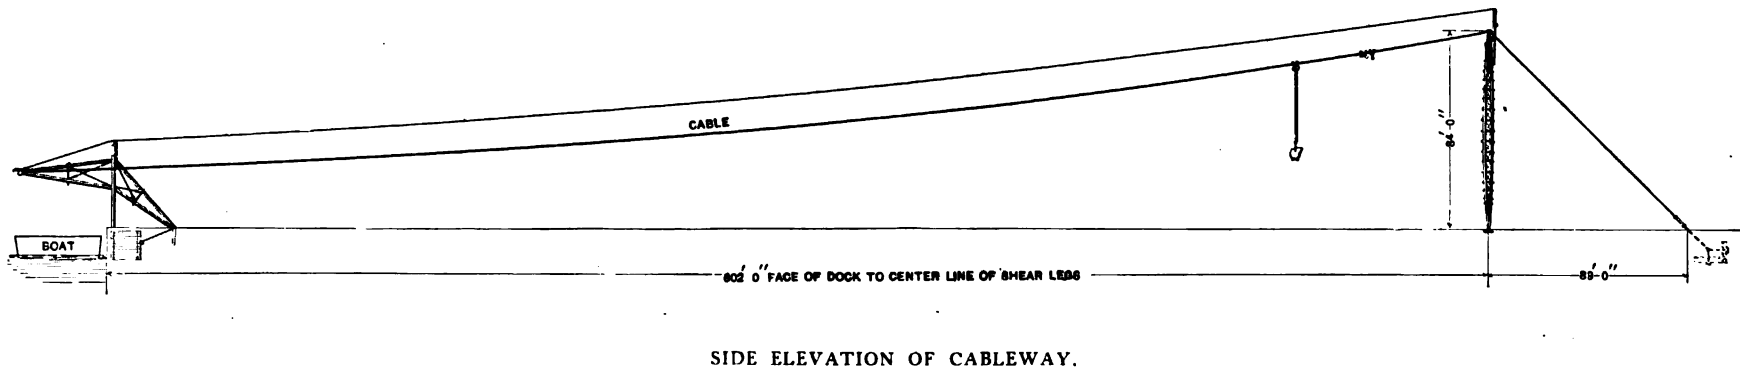 CABLE
84'-0"
BOAT
602' 0" FACE OF DOCK TO CENTER LINE OF SHEAR LEGS
89'-0"
SIDE ELEVATION OF CABLEWAY.